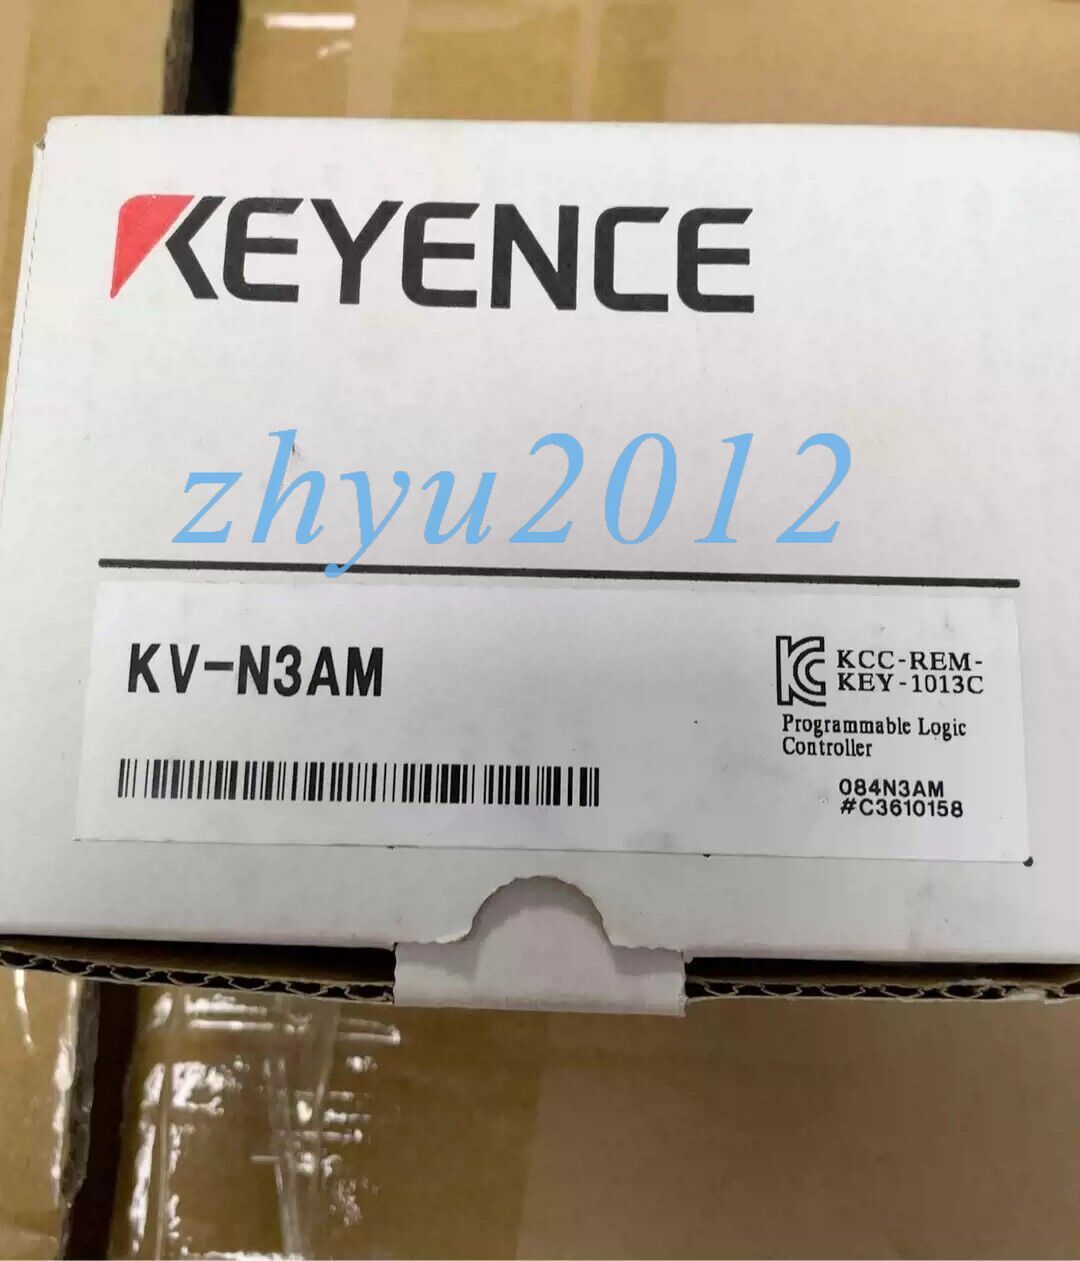 KEYENCE
zhyu2012
KV-N3AM
KCC-REM-
KEY-1013C
Programmable Logic
Controller
084N3AM
#C3610158